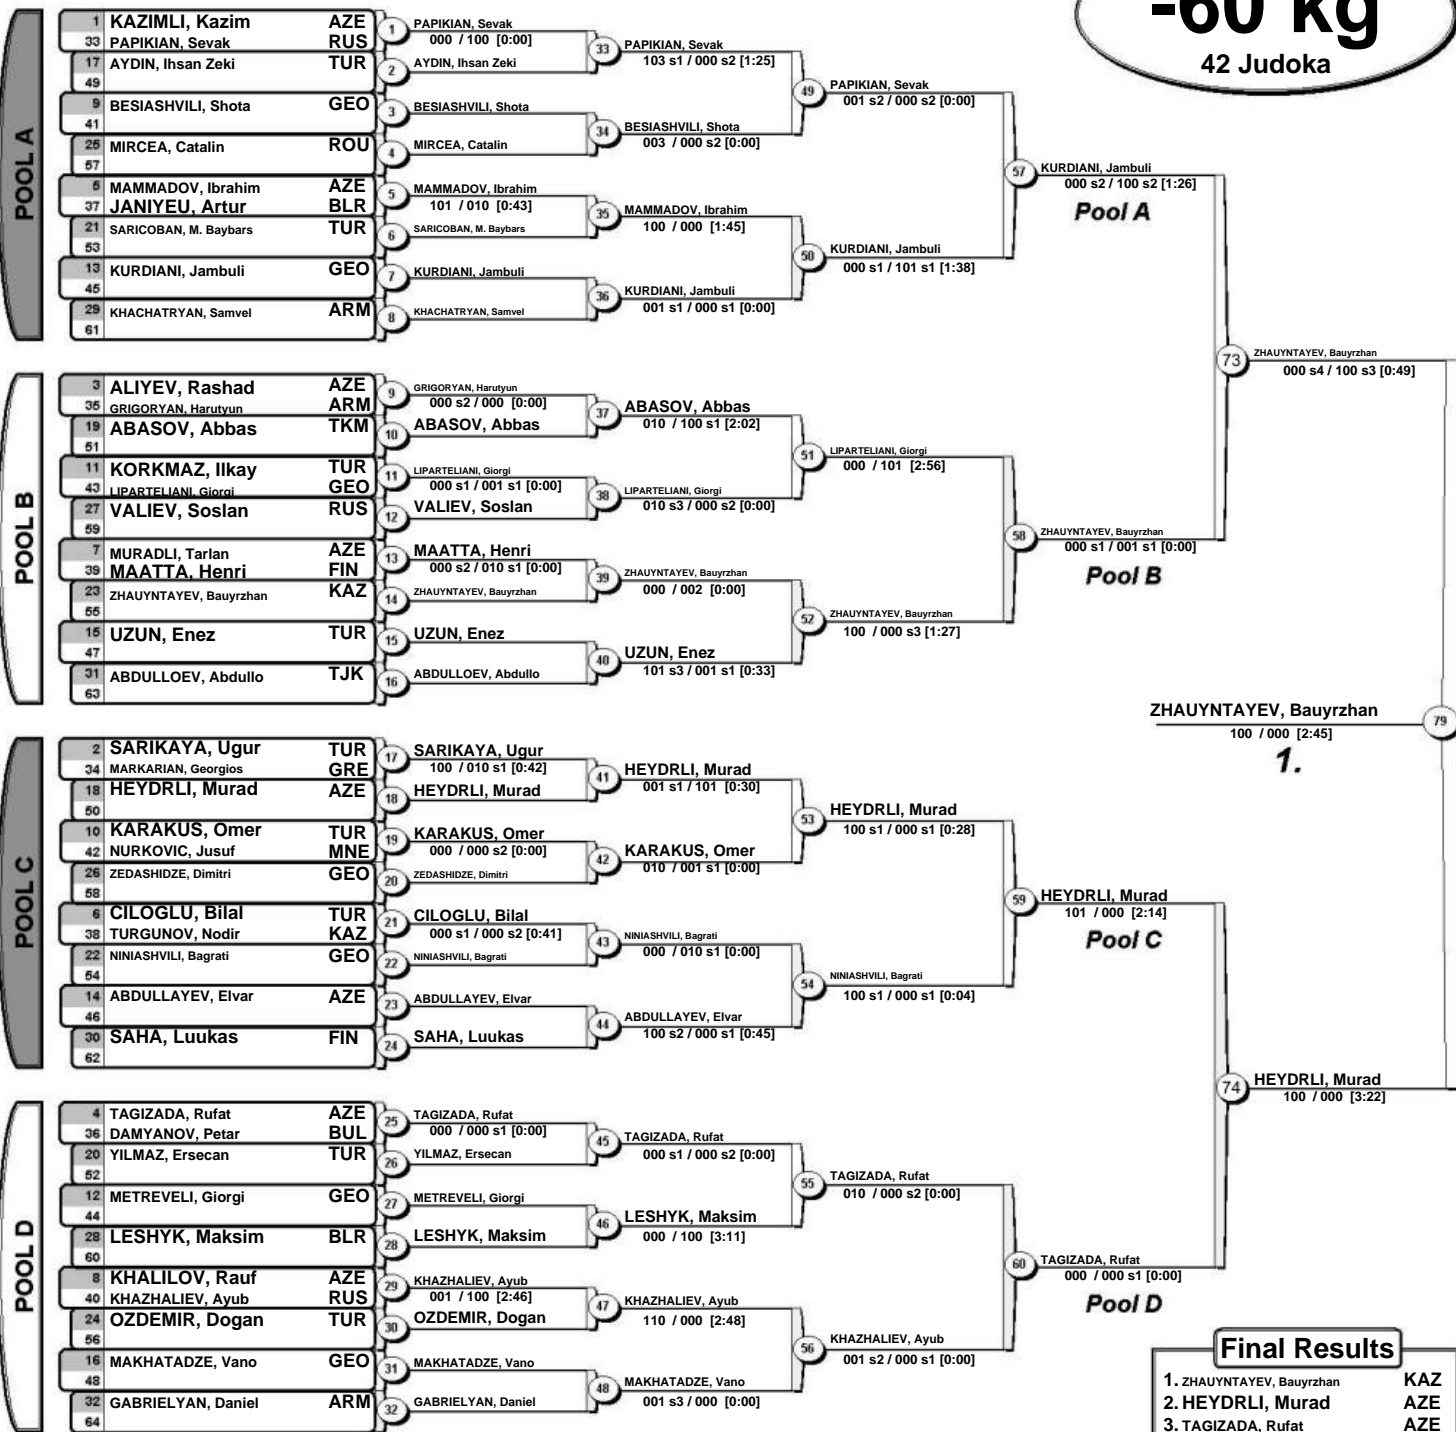 -60 kg
42 Judoka
POOL A
1 KAZIMLI, Kazim AZE
33 PAPIKIAN, Sevak RUS
17 AYDIN, Ihsan Zeki TUR
49
9 BESIASHVILI, Shota GEO
41
25 MIRCEA, Catalin ROU
57
5 MAMMADOV, Ibrahim AZE
37 JANIYEU, Artur BLR
21 SARICOBAN, M. Baybars TUR
53
13 KURDIANI, Jambuli GEO
45
29 KHACHATRYAN, Samvel ARM
61
1 PAPIKIAN, Sevak
000 / 100 [0:00]
2 AYDIN, Ihsan Zeki
3 BESIASHVILI, Shota
4 MIRCEA, Catalin
5 MAMMADOV, Ibrahim
101 / 010 [0:43]
6 SARICOBAN, M. Baybars
7 KURDIANI, Jambuli
8 KHACHATRYAN, Samvel
33 PAPIKIAN, Sevak
103 s1 / 000 s2 [1:25]
34 BESIASHVILI, Shota
003 / 000 s2 [0:00]
35 MAMMADOV, Ibrahim
100 / 000 [1:45]
36 KURDIANI, Jambuli
001 s1 / 000 s1 [0:00]
49 PAPIKIAN, Sevak
001 s2 / 000 s2 [0:00]
50 KURDIANI, Jambuli
000 s1 / 101 s1 [1:38]
57 KURDIANI, Jambuli
000 s2 / 100 s2 [1:26]
Pool A
POOL B
3 ALIYEV, Rashad AZE
35 GRIGORYAN, Harutyun ARM
19 ABASOV, Abbas TKM
51
11 KORKMAZ, Ilkay TUR
43 LIPARTELIANI, Giorgi GEO
27 VALIEV, Soslan RUS
59
7 MURADLI, Tarlan AZE
39 MAATTA, Henri FIN
23 ZHAUYNTAYEV, Bauyrzhan KAZ
55
15 UZUN, Enez TUR
47
31 ABDULLOEV, Abdullo TJK
63
9 GRIGORYAN, Harutyun
000 s2 / 000 [0:00]
10 ABASOV, Abbas
11 LIPARTELIANI, Giorgi
000 s1 / 001 s1 [0:00]
12 VALIEV, Soslan
13 MAATTA, Henri
000 s2 / 010 s1 [0:00]
14 ZHAUYNTAYEV, Bauyrzhan
15 UZUN, Enez
16 ABDULLOEV, Abdullo
37 ABASOV, Abbas
010 / 100 s1 [2:02]
38 LIPARTELIANI, Giorgi
010 s3 / 000 s2 [0:00]
39 ZHAUYNTAYEV, Bauyrzhan
000 / 002 [0:00]
40 UZUN, Enez
101 s3 / 001 s1 [0:33]
51 LIPARTELIANI, Giorgi
000 / 101 [2:56]
52 ZHAUYNTAYEV, Bauyrzhan
100 / 000 s3 [1:27]
58 ZHAUYNTAYEV, Bauyrzhan
000 s1 / 001 s1 [0:00]
Pool B
73 ZHAUYNTAYEV, Bauyrzhan
000 s4 / 100 s3 [0:49]
ZHAUYNTAYEV, Bauyrzhan 79
100 / 000 [2:45]
1.
POOL C
2 SARIKAYA, Ugur TUR
34 MARKARIAN, Georgios GRE
18 HEYDRLI, Murad AZE
50
10 KARAKUS, Omer TUR
42 NURKOVIC, Jusuf MNE
26 ZEDASHIDZE, Dimitri GEO
58
6 CILOGLU, Bilal TUR
38 TURGUNOV, Nodir KAZ
22 NINIASHVILI, Bagrati GEO
54
14 ABDULLAYEV, Elvar AZE
46
30 SAHA, Luukas FIN
62
17 SARIKAYA, Ugur
100 / 010 s1 [0:42]
18 HEYDRLI, Murad
19 KARAKUS, Omer
000 / 000 s2 [0:00]
20 ZEDASHIDZE, Dimitri
21 CILOGLU, Bilal
000 s1 / 000 s2 [0:41]
22 NINIASHVILI, Bagrati
23 ABDULLAYEV, Elvar
24 SAHA, Luukas
41 HEYDRLI, Murad
001 s1 / 101 [0:30]
42 KARAKUS, Omer
010 / 001 s1 [0:00]
43 NINIASHVILI, Bagrati
000 / 010 s1 [0:00]
44 ABDULLAYEV, Elvar
100 s2 / 000 s1 [0:45]
53 HEYDRLI, Murad
100 s1 / 000 s1 [0:28]
54 NINIASHVILI, Bagrati
100 s1 / 000 s1 [0:04]
59 HEYDRLI, Murad
101 / 000 [2:14]
Pool C
74 HEYDRLI, Murad
100 / 000 [3:22]
POOL D
4 TAGIZADA, Rufat AZE
36 DAMYANOV, Petar BUL
20 YILMAZ, Ersecan TUR
52
12 METREVELI, Giorgi GEO
44
28 LESHYK, Maksim BLR
60
8 KHALILOV, Rauf AZE
40 KHAZHALIEV, Ayub RUS
24 OZDEMIR, Dogan TUR
56
16 MAKHATADZE, Vano GEO
48
32 GABRIELYAN, Daniel ARM
64
25 TAGIZADA, Rufat
000 / 000 s1 [0:00]
26 YILMAZ, Ersecan
27 METREVELI, Giorgi
28 LESHYK, Maksim
29 KHAZHALIEV, Ayub
001 / 100 [2:46]
30 OZDEMIR, Dogan
31 MAKHATADZE, Vano
32 GABRIELYAN, Daniel
45 TAGIZADA, Rufat
000 s1 / 000 s2 [0:00]
46 LESHYK, Maksim
000 / 100 [3:11]
47 KHAZHALIEV, Ayub
110 / 000 [2:48]
48 MAKHATADZE, Vano
001 s3 / 000 [0:00]
55 TAGIZADA, Rufat
010 / 000 s2 [0:00]
56 KHAZHALIEV, Ayub
001 s2 / 000 s1 [0:00]
60 TAGIZADA, Rufat
000 / 000 s1 [0:00]
Pool D
Final Results
1. ZHAUYNTAYEV, Bauyrzhan KAZ
2. HEYDRLI, Murad AZE
3. TAGIZADA, Rufat AZE